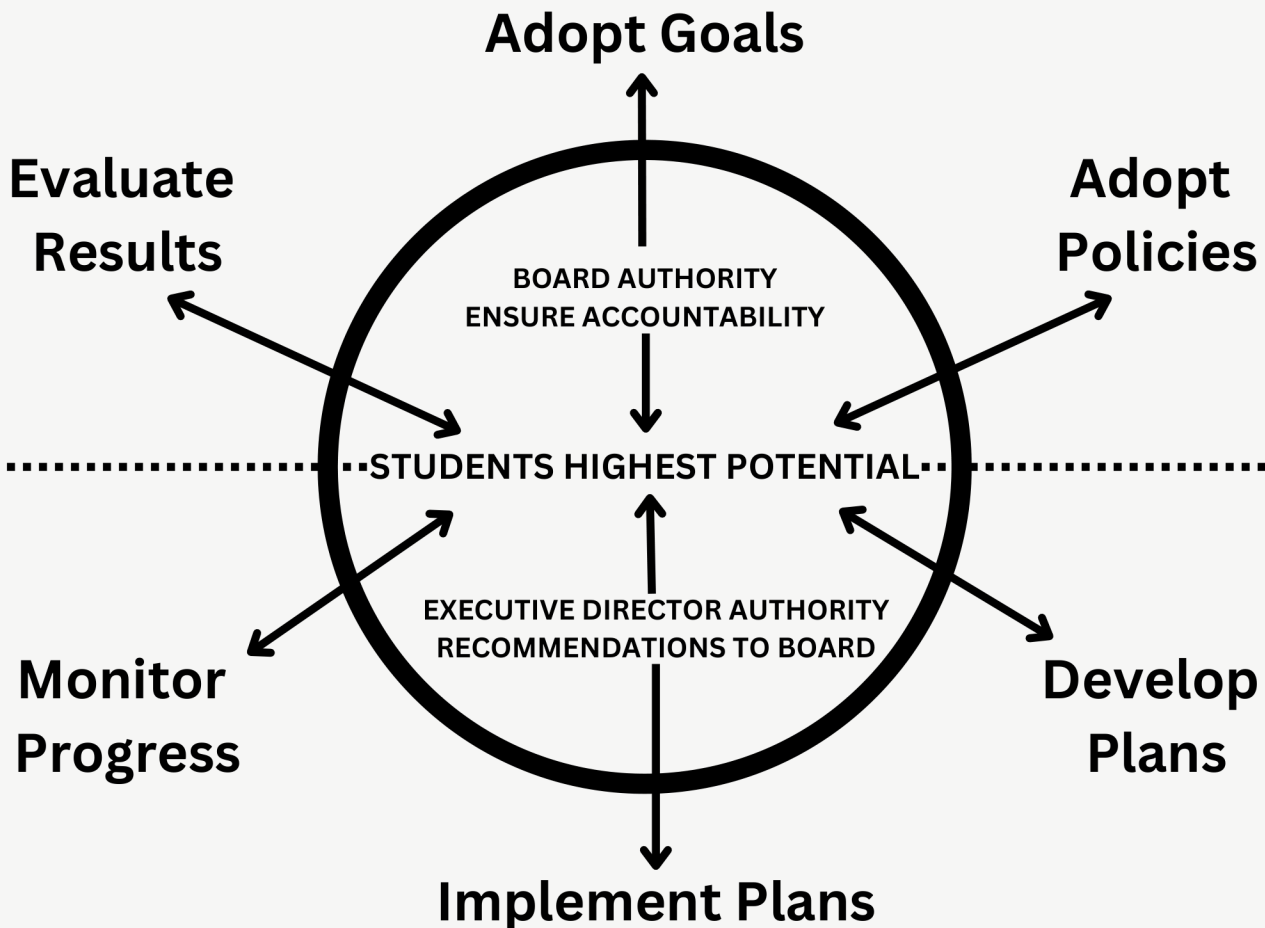 Adopt Goals
Evaluate
Results
Adopt
Policies
BOARD AUTHORITY
ENSURE ACCOUNTABILITY
STUDENTS HIGHEST POTENTIAL
EXECUTIVE DIRECTOR AUTHORITY
RECOMMENDATIONS TO BOARD
Monitor
Progress
Develop
Plans
Implement Plans